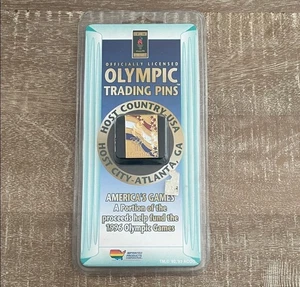 OFFICIALLY LICENSED
OLYMPIC
TRADING PINS
HOST COUNTRY, USA
HOST CITY-ATLANTA, GA
AMERICA'S GAMES
A Portion of the
proceeds help fund the
1996 Olympic Games